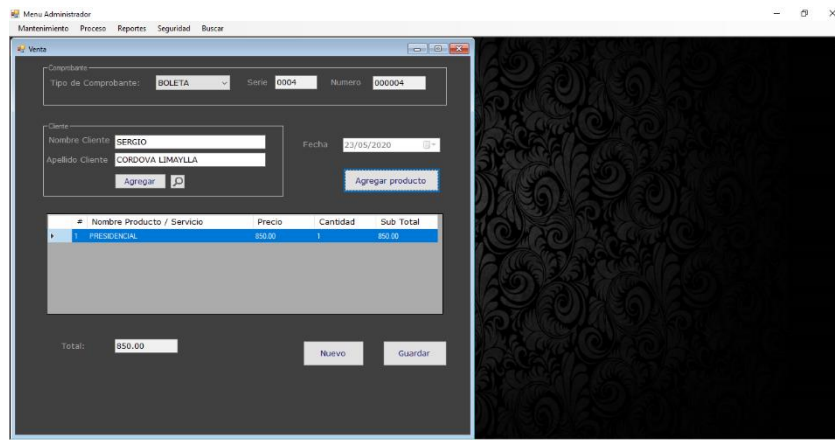 Menu Administrador
Mantenimiento Proceso Reportes Seguridad Buscar
Venta
Comprobante
Tipo de Comprobante: BOLETA Serie 0004 Numero 000004
Cliente
Nombre Cliente SERGIO
Fecha 23/05/2020
Apellido Cliente CORDOVA LIMAYLLA
Agregar
Agregar producto
# Nombre Producto / Servicio Precio Cantidad Sub Total
1 PRESIDENCIAL 850.00 1 850.00
Total: 850.00
Nuevo Guardar